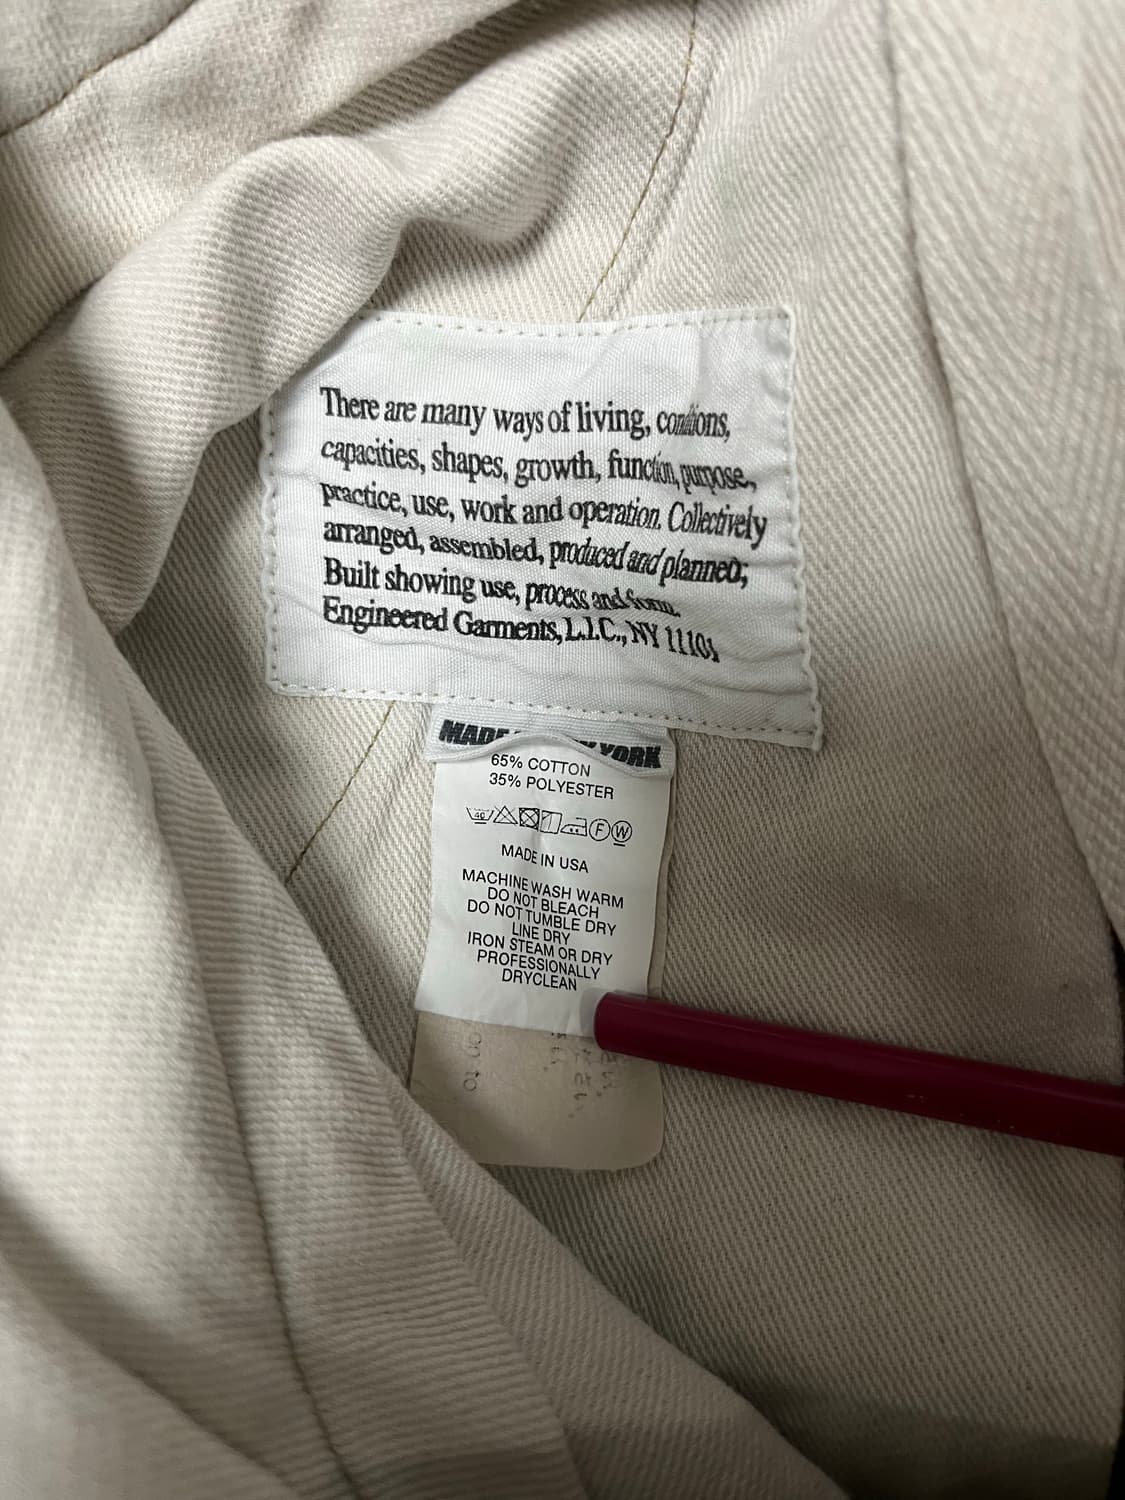 There are many ways of living, conditions,
capacities, shapes, growth, function, purpose,
practice, use, work and operation. Collectively
arranged, assembled, produced and planned;
Built showing use, process and form.
Engineered Garments, L.I.C., NY 11101
MADE YORK
65% COTTON
35% POLYESTER
40 F W
MADE IN USA
MACHINE WASH WARM
DO NOT BLEACH
DO NOT TUMBLE DRY
LINE DRY
IRON STEAM OR DRY
PROFESSIONALLY
DRYCLEAN